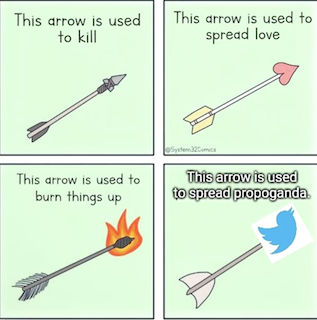 This arrow is used
to kill
This arrow is used to
spread love
@System32Comics
This arrow is used to
burn things up
This arrow is used
to spread propoganda.